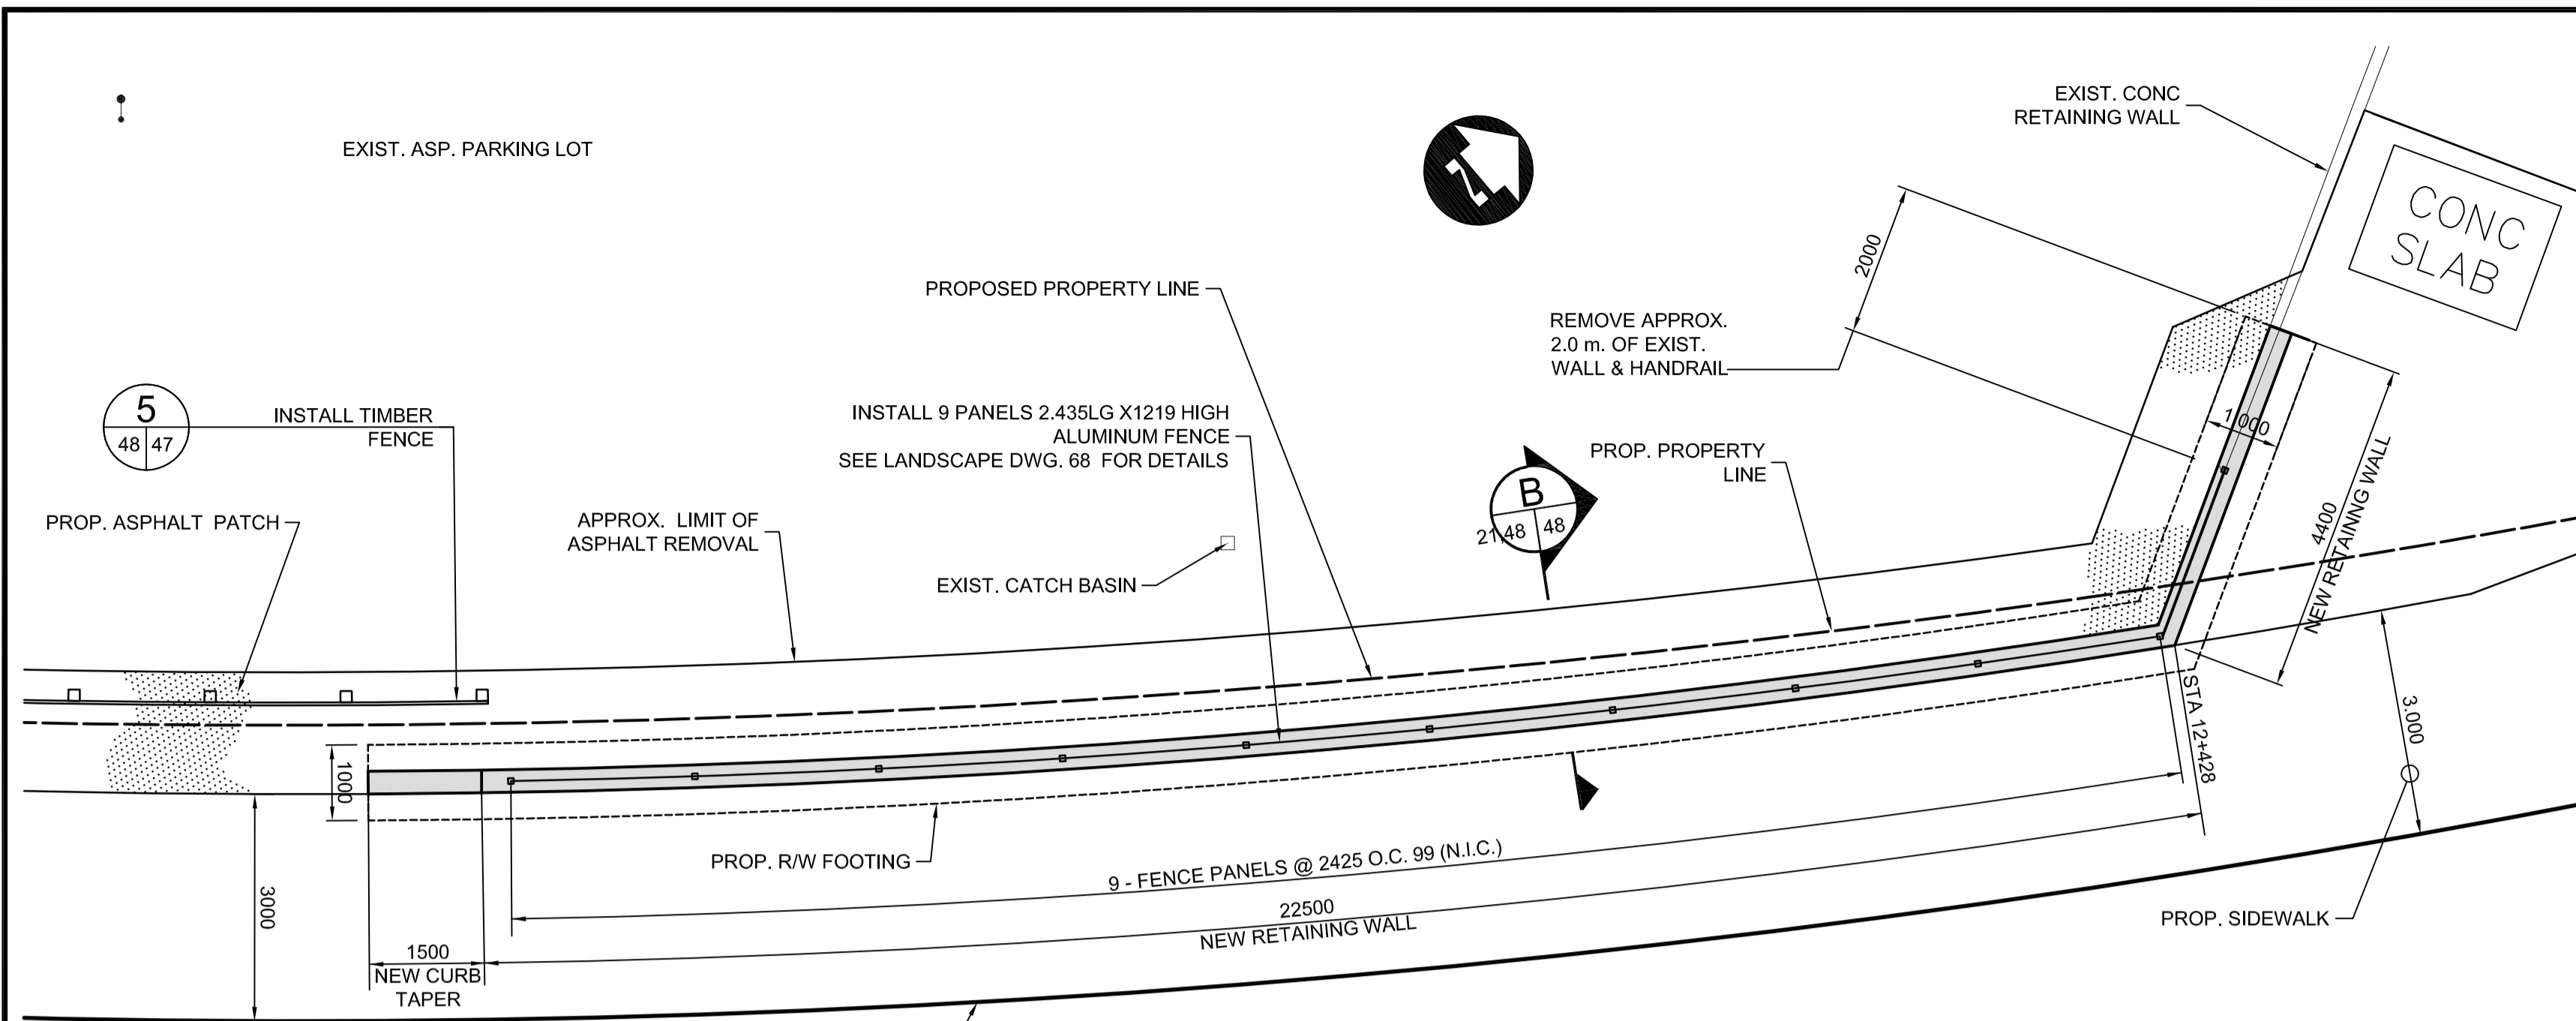 EXIST. ASP. PARKING LOT
EXIST. CONC
RETAINING WALL
CONC
SLAB
2000
PROPOSED PROPERTY LINE
REMOVE APPROX.
2.0 m. OF EXIST.
WALL & HANDRAIL
5
48 47
INSTALL TIMBER
FENCE
INSTALL 9 PANELS 2.435LG X1219 HIGH
ALUMINUM FENCE
SEE LANDSCAPE DWG. 68 FOR DETAILS
1.000
PROP. PROPERTY
LINE
B
21,48 48
4400
NEW RETAINNG WALL
PROP. ASPHALT PATCH
APPROX. LIMIT OF
ASPHALT REMOVAL
EXIST. CATCH BASIN
STA 12+428
3.000
1000
PROP. R/W FOOTING
9 - FENCE PANELS @ 2425 O.C. 99 (N.I.C.)
22500
NEW RETAINING WALL
3000
1500
NEW CURB
TAPER
PROP. SIDEWALK